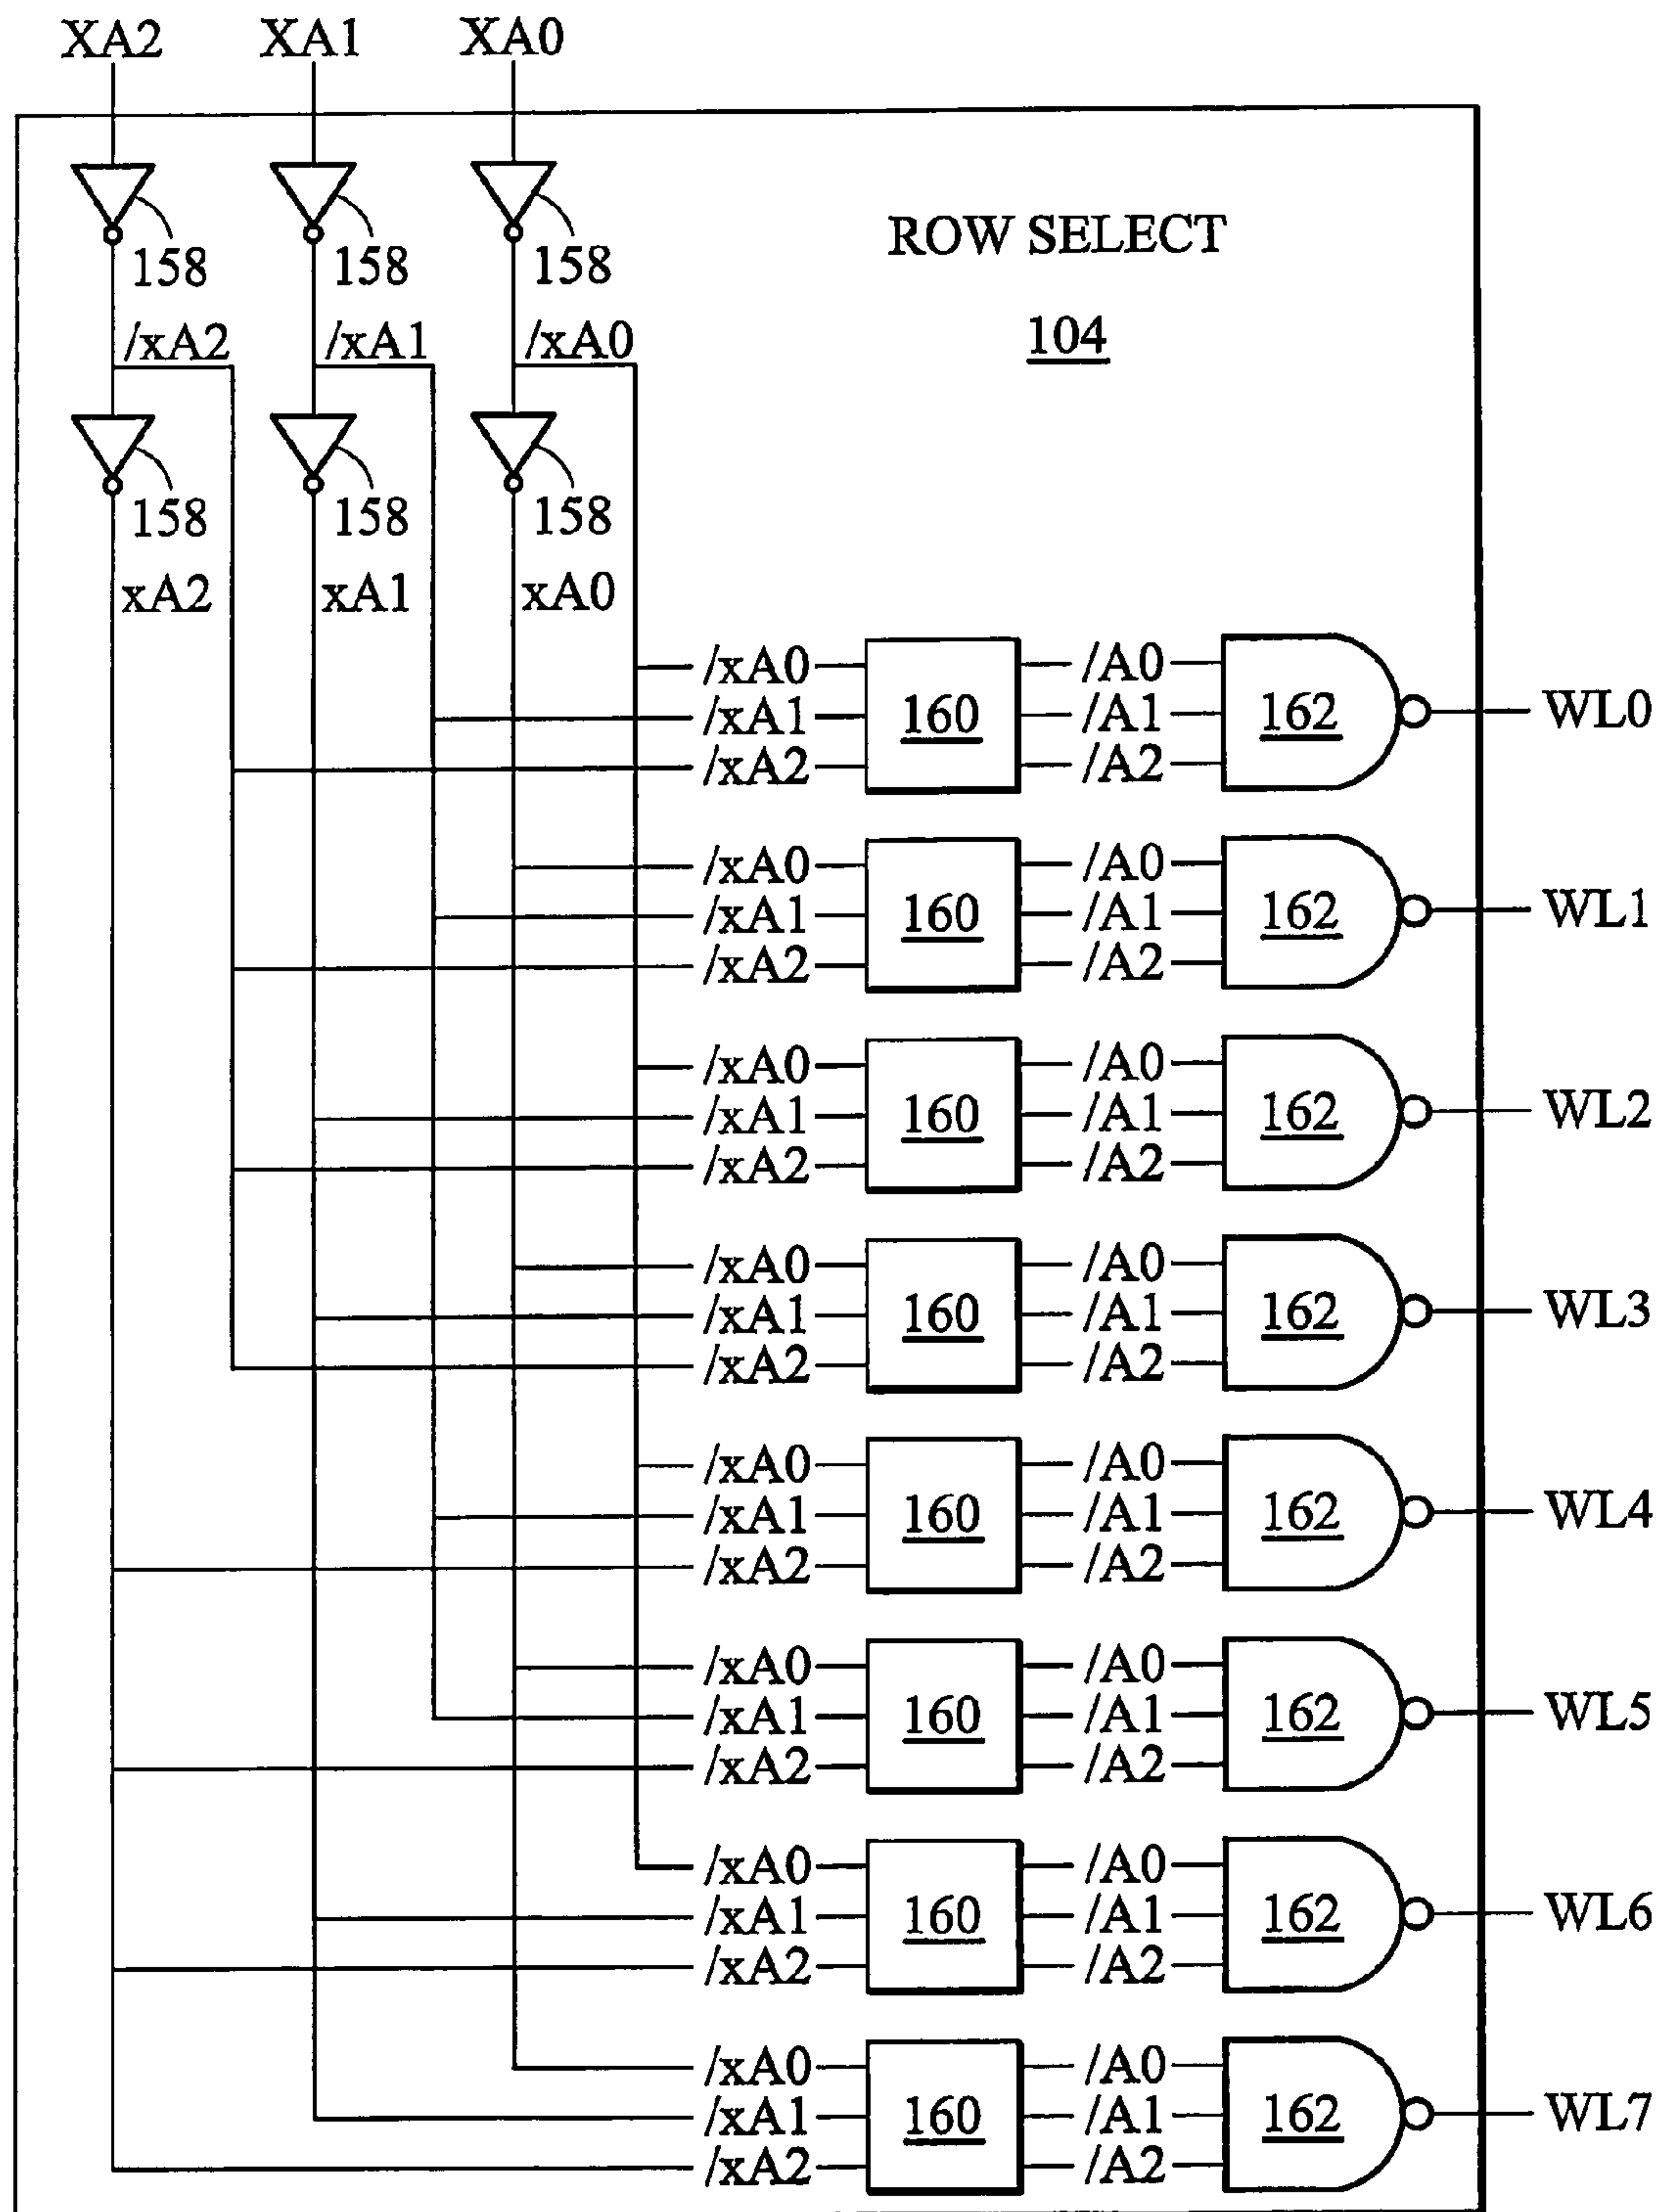 XA2 XA1 XA0
158 158 158
ROW SELECT
104
/xA2 /xA1 /xA0
158 158 158
xA2 xA1 xA0
/xA0 /A0
/xA1 160 /A1 162 WL0
/xA2 /A2
/xA0 /A0
/xA1 160 /A1 162 WL1
/xA2 /A2
/xA0 /A0
/xA1 160 /A1 162 WL2
/xA2 /A2
/xA0 /A0
/xA1 160 /A1 162 WL3
/xA2 /A2
/xA0 /A0
/xA1 160 /A1 162 WL4
/xA2 /A2
/xA0 /A0
/xA1 160 /A1 162 WL5
/xA2 /A2
/xA0 /A0
/xA1 160 /A1 162 WL6
/xA2 /A2
/xA0 /A0
/xA1 160 /A1 162 WL7
/xA2 /A2